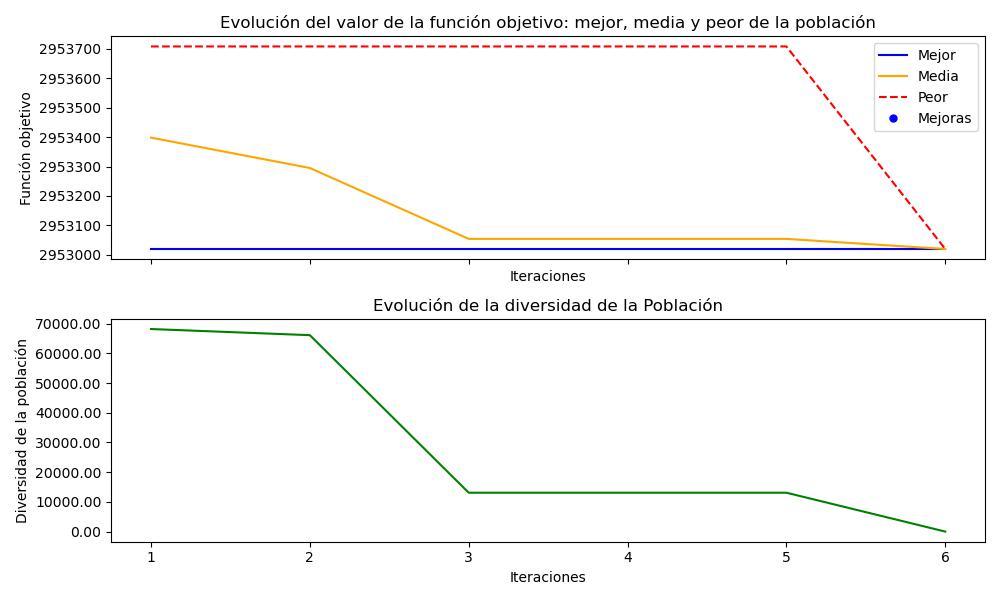 Evolución del valor de la función objetivo: mejor, media y peor de la población
Función objetivo
2953700
2953600
2953500
2953400
2953300
2953200
2953100
2953000
Mejor
Media
Peor
Mejoras
Iteraciones
Evolución de la diversidad de la Población
Diversidad de la población
70000.00
60000.00
50000.00
40000.00
30000.00
20000.00
10000.00
0.00
1 2 3 4 5 6
Iteraciones